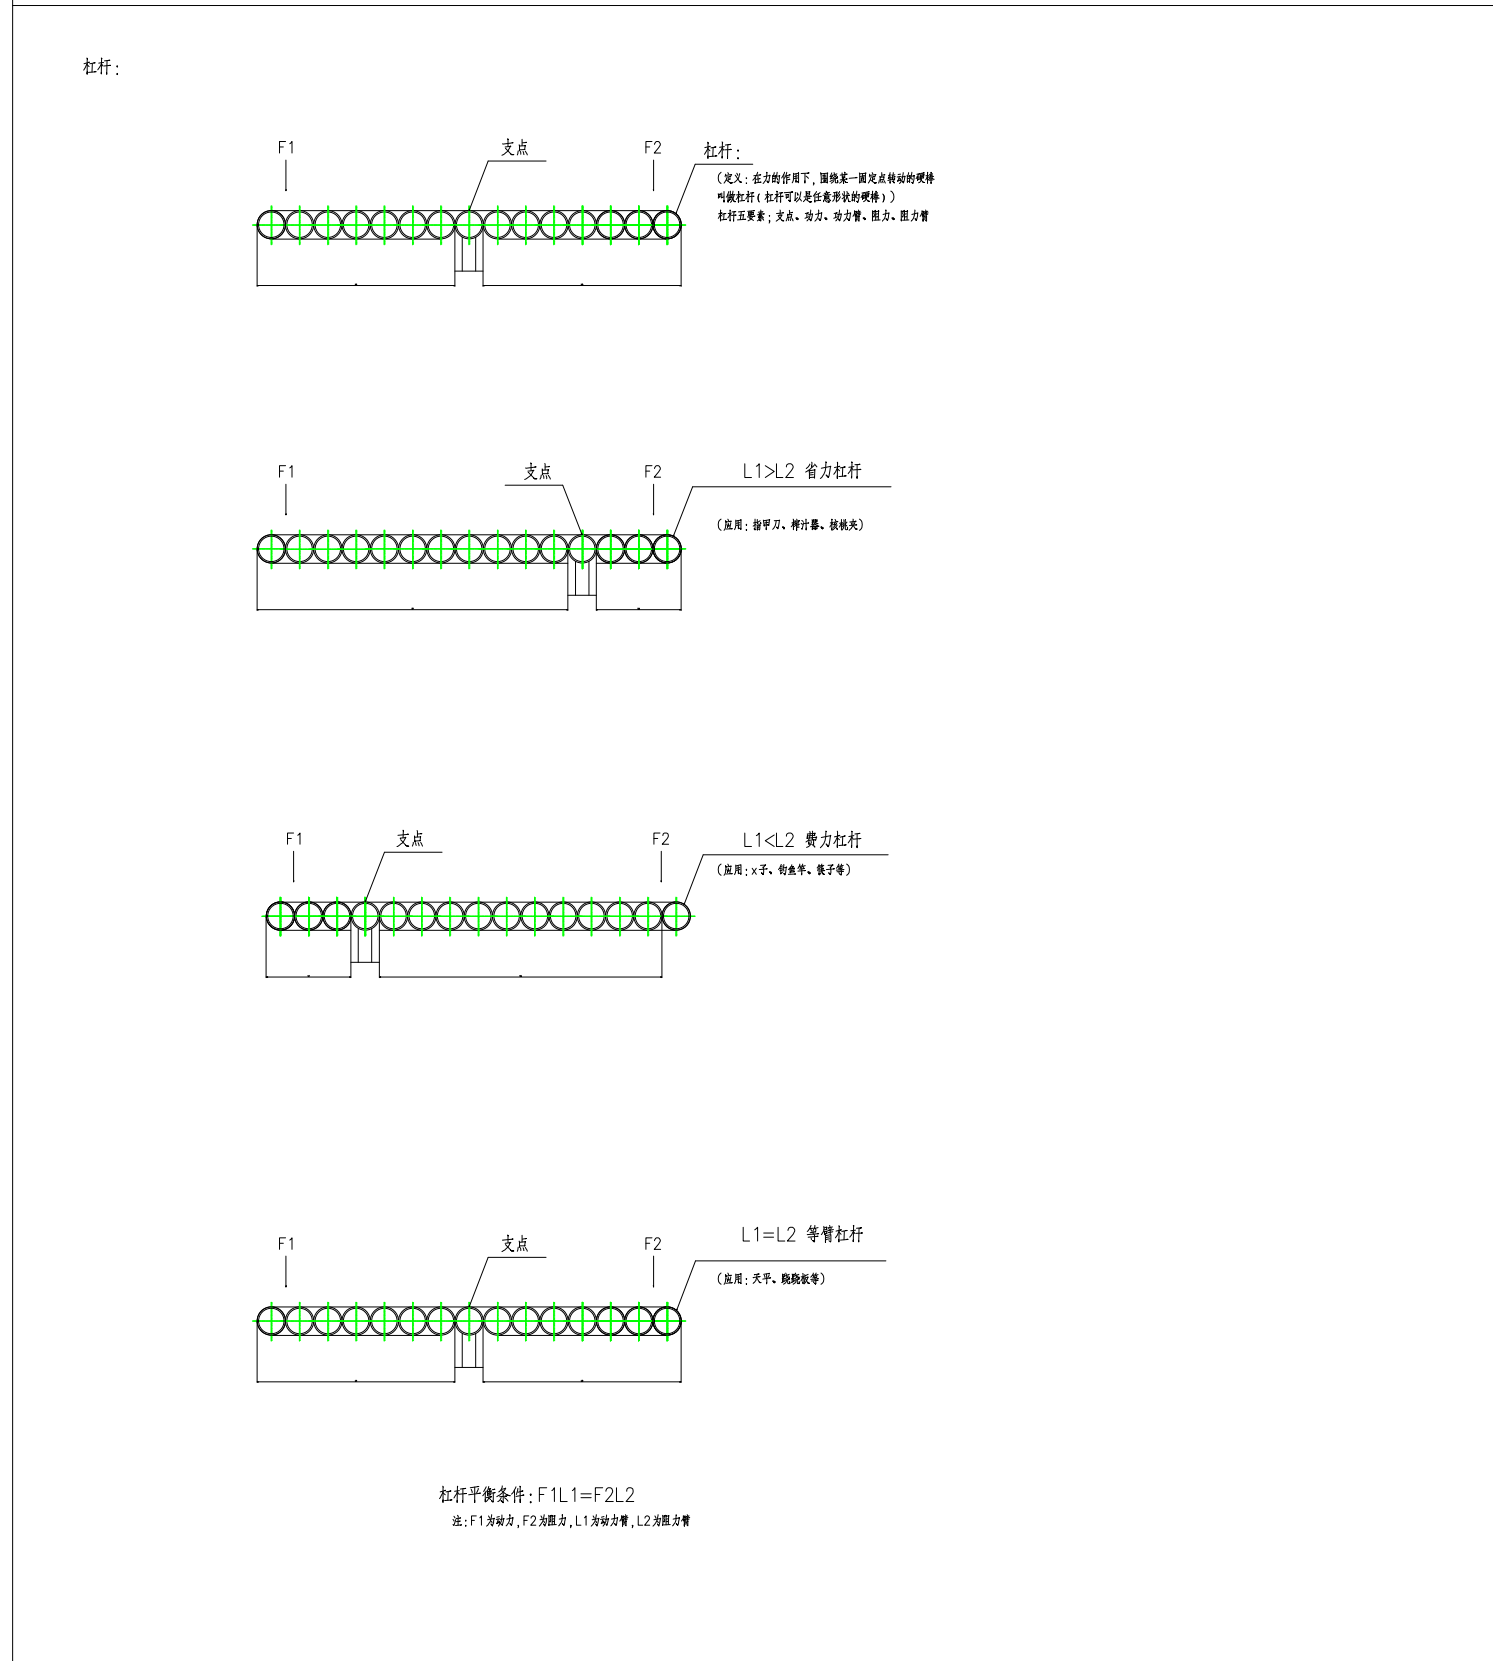 杠杆：
F1
支点
F2
杠杆：
（定义：在力的作用下，围绕某一固定点转动的硬棒
叫做杠杆（杠杆可以是任意形状的硬棒））
杠杆五要素；支点、动力、动力臂、阻力、阻力臂
F1
支点
F2
L1>L2 省力杠杆
（应用：指甲刀、榨汁器、核桃夹）
F1
支点
F2
L1<L2 费力杠杆
（应用：x子、钓鱼竿、筷子等）
F1
支点
F2
L1=L2 等臂杠杆
（应用：天平、跷跷板等）
杠杆平衡条件：F1L1=F2L2
注：F1为动力，F2为阻力，L1为动力臂，L2为阻力臂